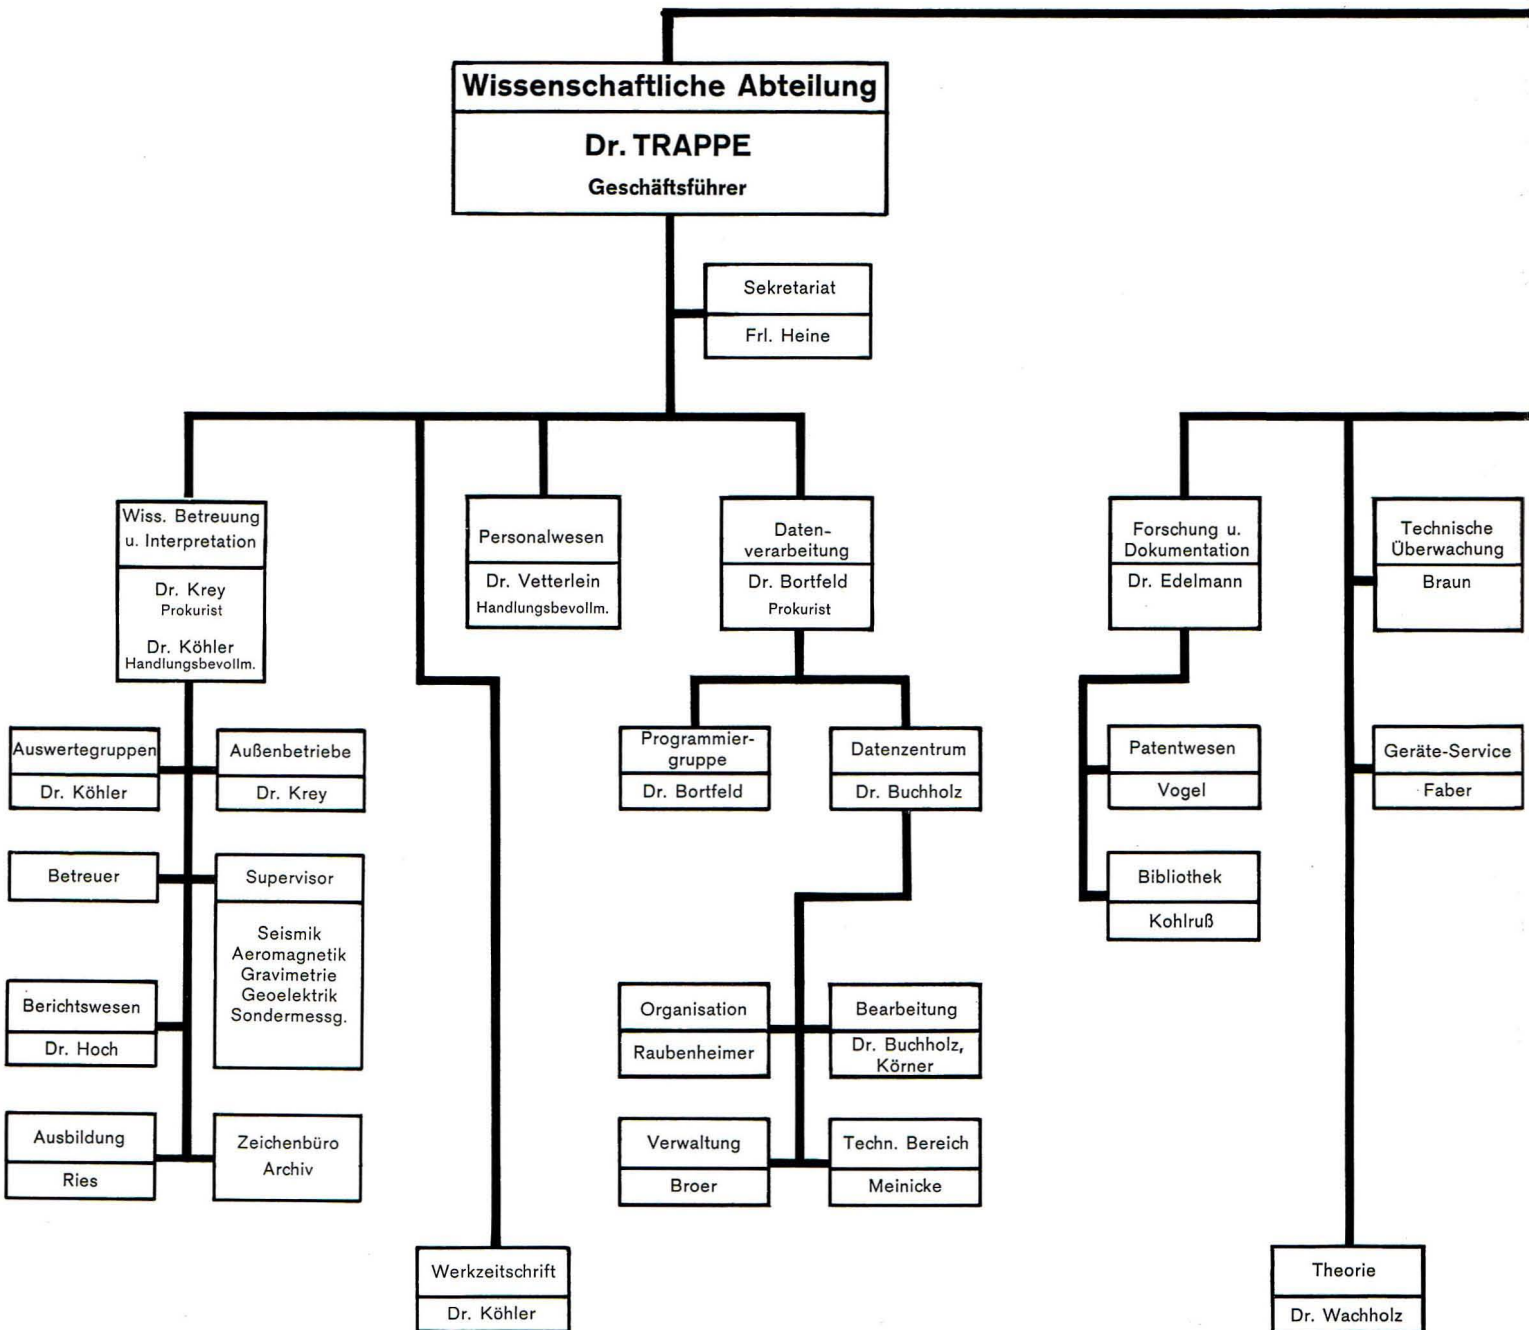 Wissenschaftliche Abteilung
Dr. TRAPPE
Geschäftsführer
Sekretariat
Frl. Heine
Wiss. Betreuung
u. Interpretation
Dr. Krey
Prokurist
Dr. Köhler
Handlungsbevollm.
Personalwesen
Dr. Vetterlein
Handlungsbevollm.
Daten-
verarbeitung
Dr. Bortfeld
Prokurist
Forschung u.
Dokumentation
Dr. Edelmann
Technische
Überwachung
Braun
Auswertegruppen
Dr. Köhler
Außenbetriebe
Dr. Krey
Programmier-
gruppe
Dr. Bortfeld
Datenzentrum
Dr. Buchholz
Patentwesen
Vogel
Geräte-Service
Faber
Betreuer
Supervisor
Seismik
Aeromagnetik
Gravimetrie
Geoelektrik
Sondermessg.
Bibliothek
Kohlruß
Berichtswesen
Dr. Hoch
Organisation
Raubenheimer
Bearbeitung
Dr. Buchholz,
Körner
Ausbildung
Ries
Zeichenbüro
Archiv
Verwaltung
Broer
Techn. Bereich
Meinicke
Werkzeitschrift
Dr. Köhler
Theorie
Dr. Wachholz